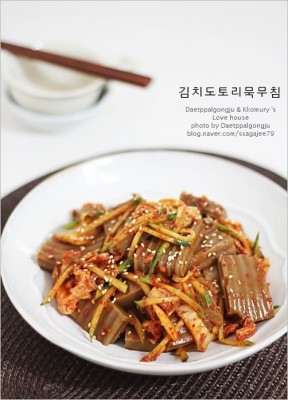 김치도토리묵무침
Daetppalgongju & Kkomury 's
Love house
photo by Daetppalgongju
blog.naver.com/ssagajee79